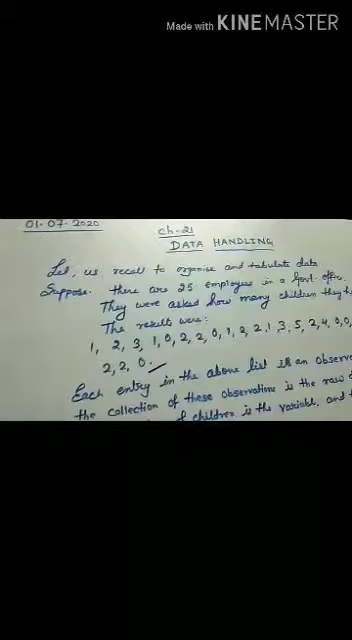 Made with KINEMASTER
01-07-2020
Ch-21
DATA HANDLING
Let, us recall to organise and tabulate data
Suppose. there are 25 employees in a Govt. offic
They were asked how many children they h
The results were:
1, 2, 3, 1, 0, 2, 2, 0, 1, 2, 2, 1, 3, 5, 2, 4, 0, 0,
2, 2, 0.
Each entry in the above list is an observa
the collection of these observations is the raw
of children is the variable, and